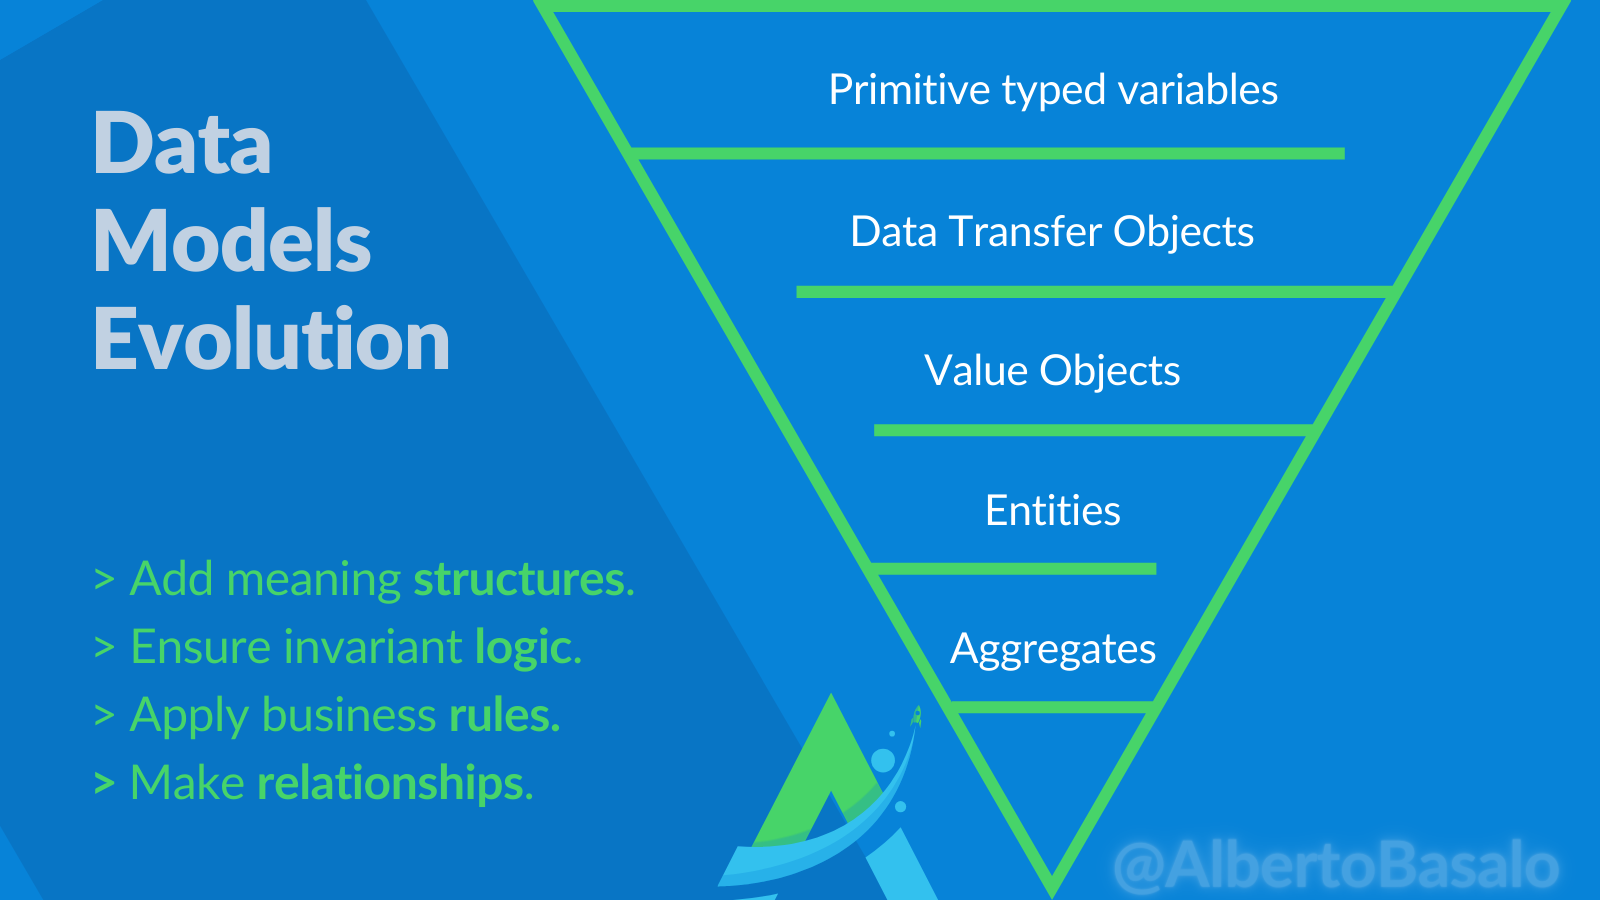 Data
Models
Evolution
> Add meaning structures.
> Ensure invariant logic.
> Apply business rules.
> Make relationships.
Primitive typed variables
Data Transfer Objects
Value Objects
Entities
Aggregates
@AlbertoBasalo